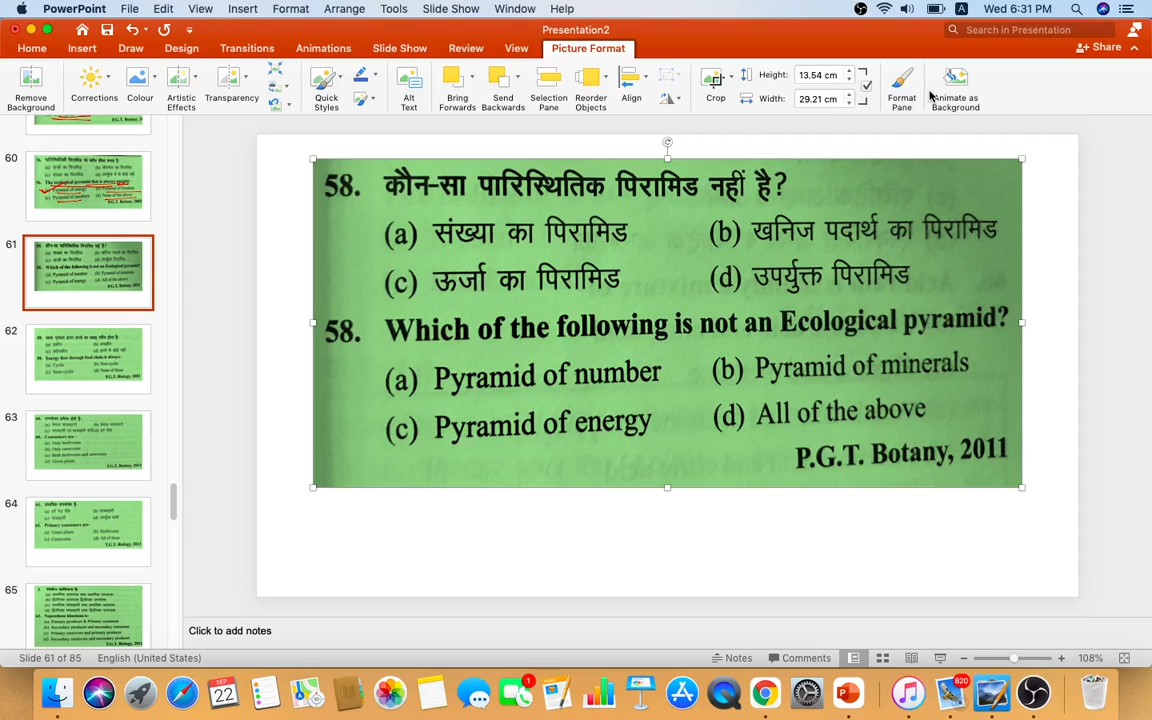 PowerPoint File Edit View Insert Format Arrange Tools Slide Show Window Help A Wed 6:31 PM
Presentation2
Search in Presentation
Home Insert Draw Design Transitions Animations Slide Show Review View Picture Format Share
Remove Background Corrections Colour Artistic Effects Transparency Quick Styles Alt Text Bring Forwards Send Backwards Selection Pane Reorder Objects Align Crop Height: 13.54 cm Width: 29.21 cm Format Pane Animate as Background
60
61
62
63
64
65
58. कौन-सा पारिस्थितिक पिरामिड नहीं है?
(a) संख्या का पिरामिड (b) खनिज पदार्थ का पिरामिड
(c) ऊर्जा का पिरामिड (d) उपर्युक्त पिरामिड
58. Which of the following is not an Ecological pyramid?
(a) Pyramid of number (b) Pyramid of minerals
(c) Pyramid of energy (d) All of the above
P.G.T. Botany, 2011
Click to add notes
Slide 61 of 85 English (United States) Notes Comments 108%
SEP
22
1
820